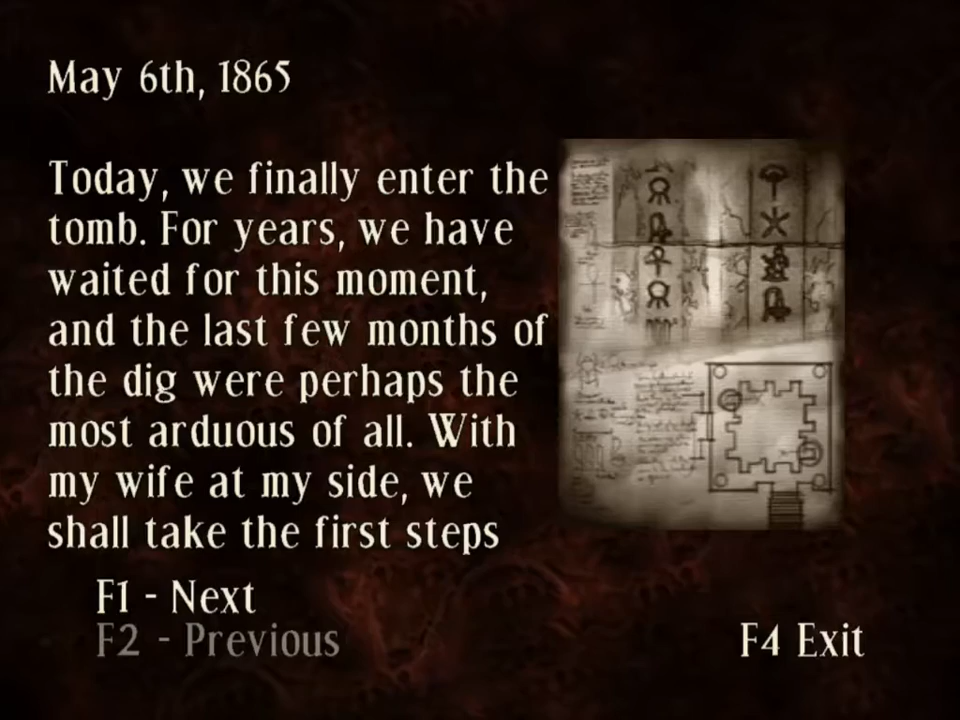 May 6th, 1865
Today, we finally enter the
tomb. For years, we have
waited for this moment,
and the last few months of
the dig were perhaps the
most arduous of all. With
my wife at my side, we
shall take the first steps
F1 - Next
F2 - Previous
F4 Exit